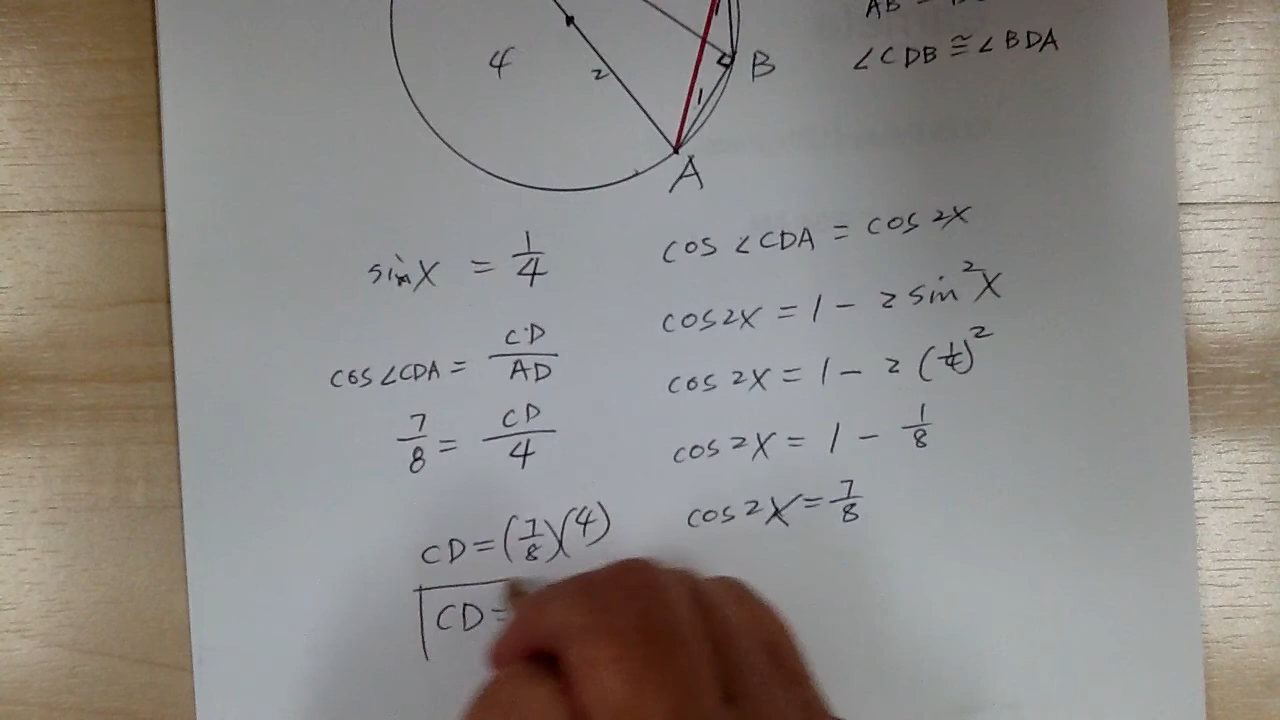 4
2
1
B
A
∠CDB ≅ ∠BDA
sin x = 1/4
cos ∠CDA = CD/AD
7/8 = CD/4
CD = (7/8)(4)
CD =
cos ∠CDA = cos 2x
cos 2x = 1 - 2 sin²x
cos 2x = 1 - 2 (1/4)²
cos 2x = 1 - 1/8
cos 2x = 7/8